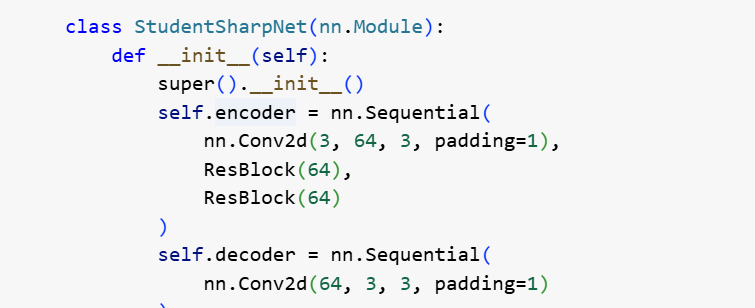 class StudentSharpNet(nn.Module):
    def __init__(self):
        super().__init__()
        self.encoder = nn.Sequential(
            nn.Conv2d(3, 64, 3, padding=1),
            ResBlock(64),
            ResBlock(64)
        )
        self.decoder = nn.Sequential(
            nn.Conv2d(64, 3, 3, padding=1)
        )